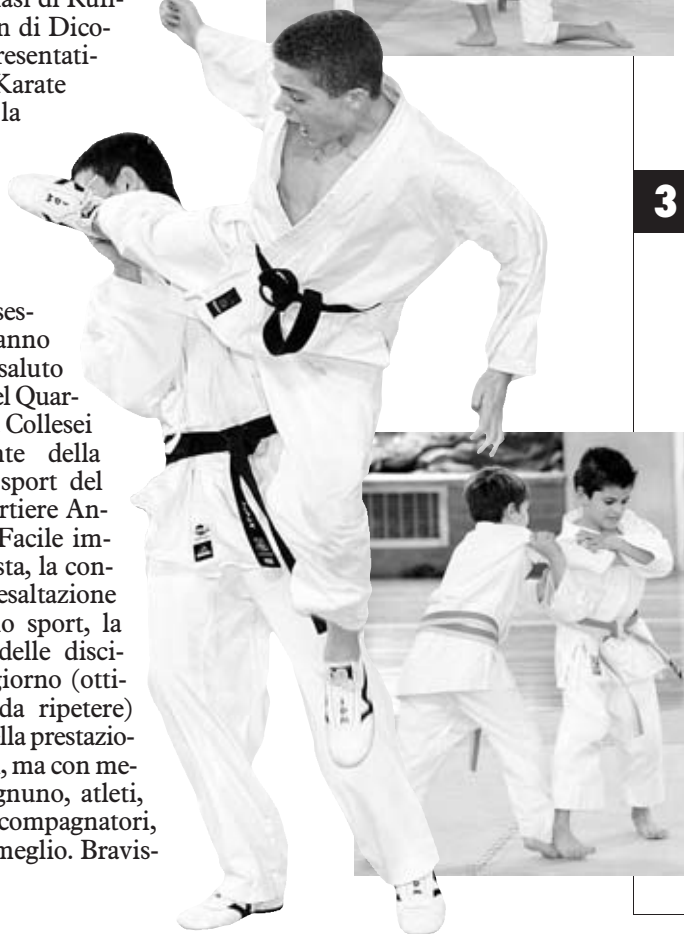 asi di Run-
n di Dico-
resentati-
Karate
la
ses-
anno
saluto
el Quar-
Collesei
nte della
sport del
rtiere An-
Facile im-
sta, la con-
esaltazione
o sport, la
delle disci-
giorno (otti-
da ripetere)
lla prestazio-
, ma con me-
gnuno, atleti,
compagnatori,
meglio. Bravis-
3